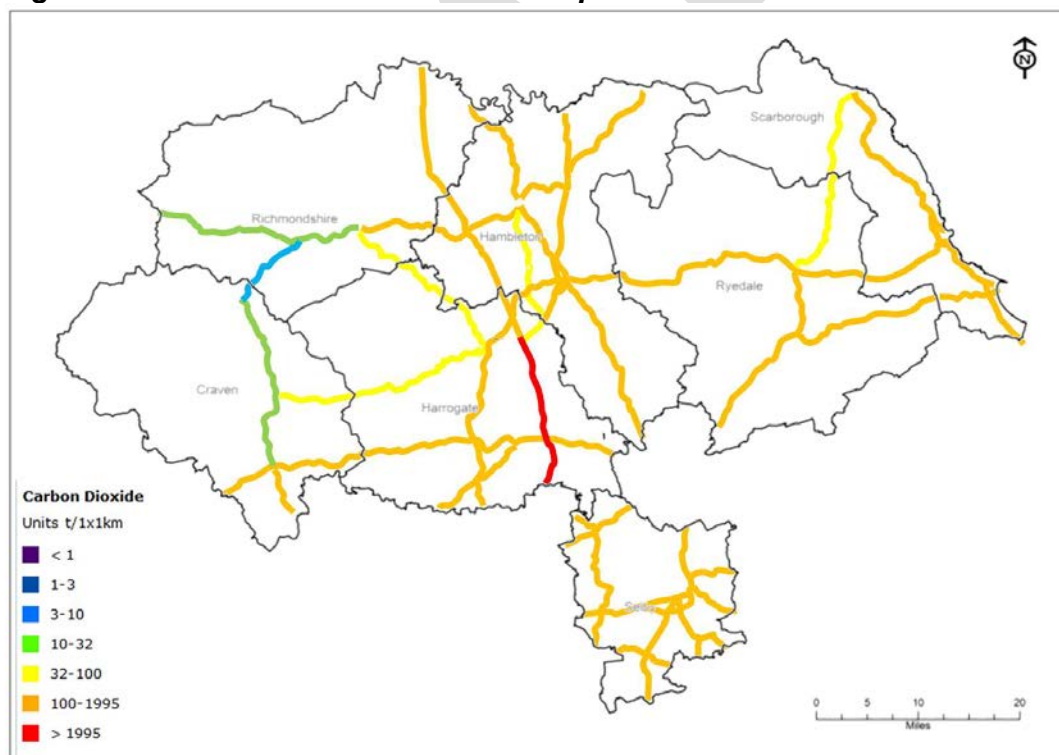 N
Scarborough
Richmondshire
Hambleton
Ryedale
Craven
Harrogate
Selby
Carbon Dioxide
Units t/1x1km
< 1
1-3
3-10
10-32
32-100
100-1995
> 1995
0 5 10 20
Miles